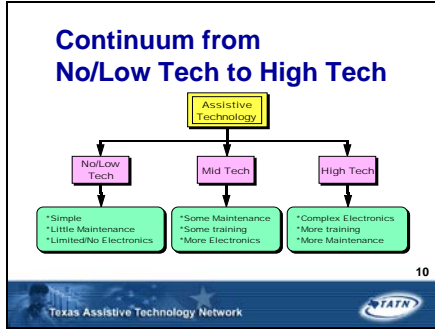 Continuum from
No/Low Tech to High Tech
Assistive
Technology
No/Low
Tech
Mid Tech
High Tech
*Simple
*Little Maintenance
*Limited/No Electronics
*Some Maintenance
*Some training
*More Electronics
*Complex Electronics
*More training
*More Maintenance
10
Texas Assistive Technology Network
TATN